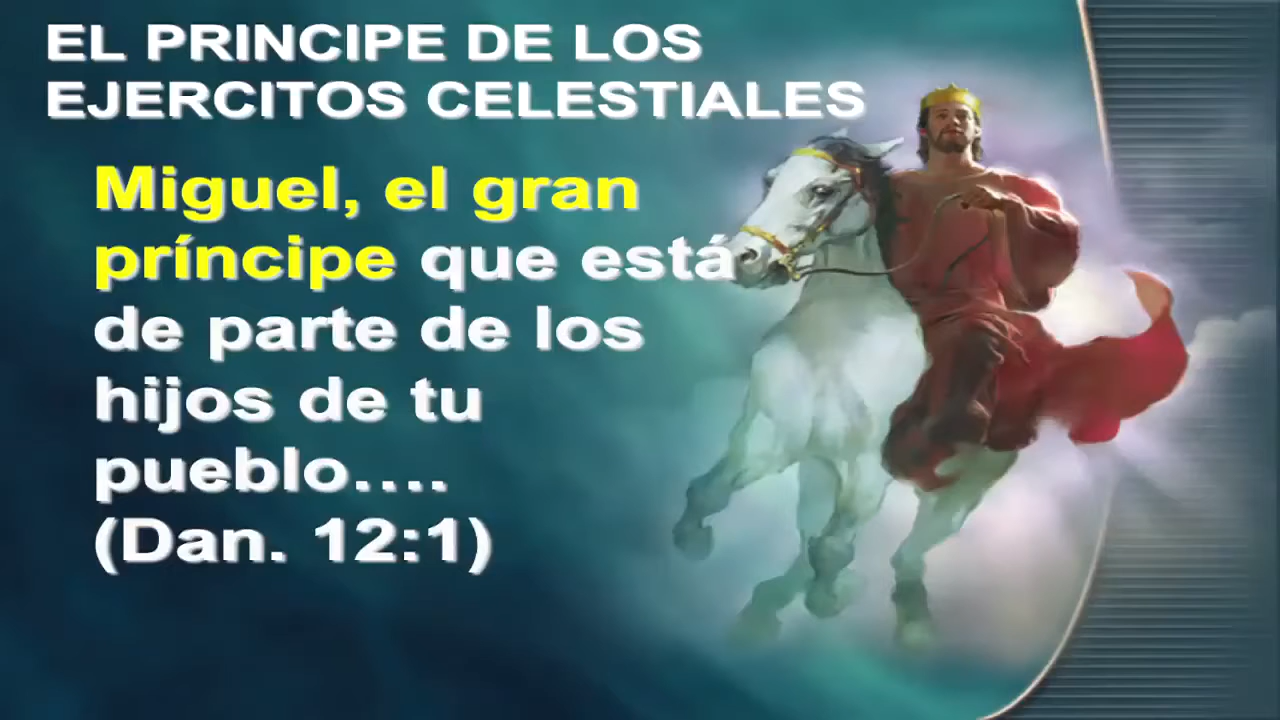 EL PRINCIPE DE LOS
EJERCITOS CELESTIALES
Miguel, el gran
príncipe que está
de parte de los
hijos de tu
pueblo….
(Dan. 12:1)